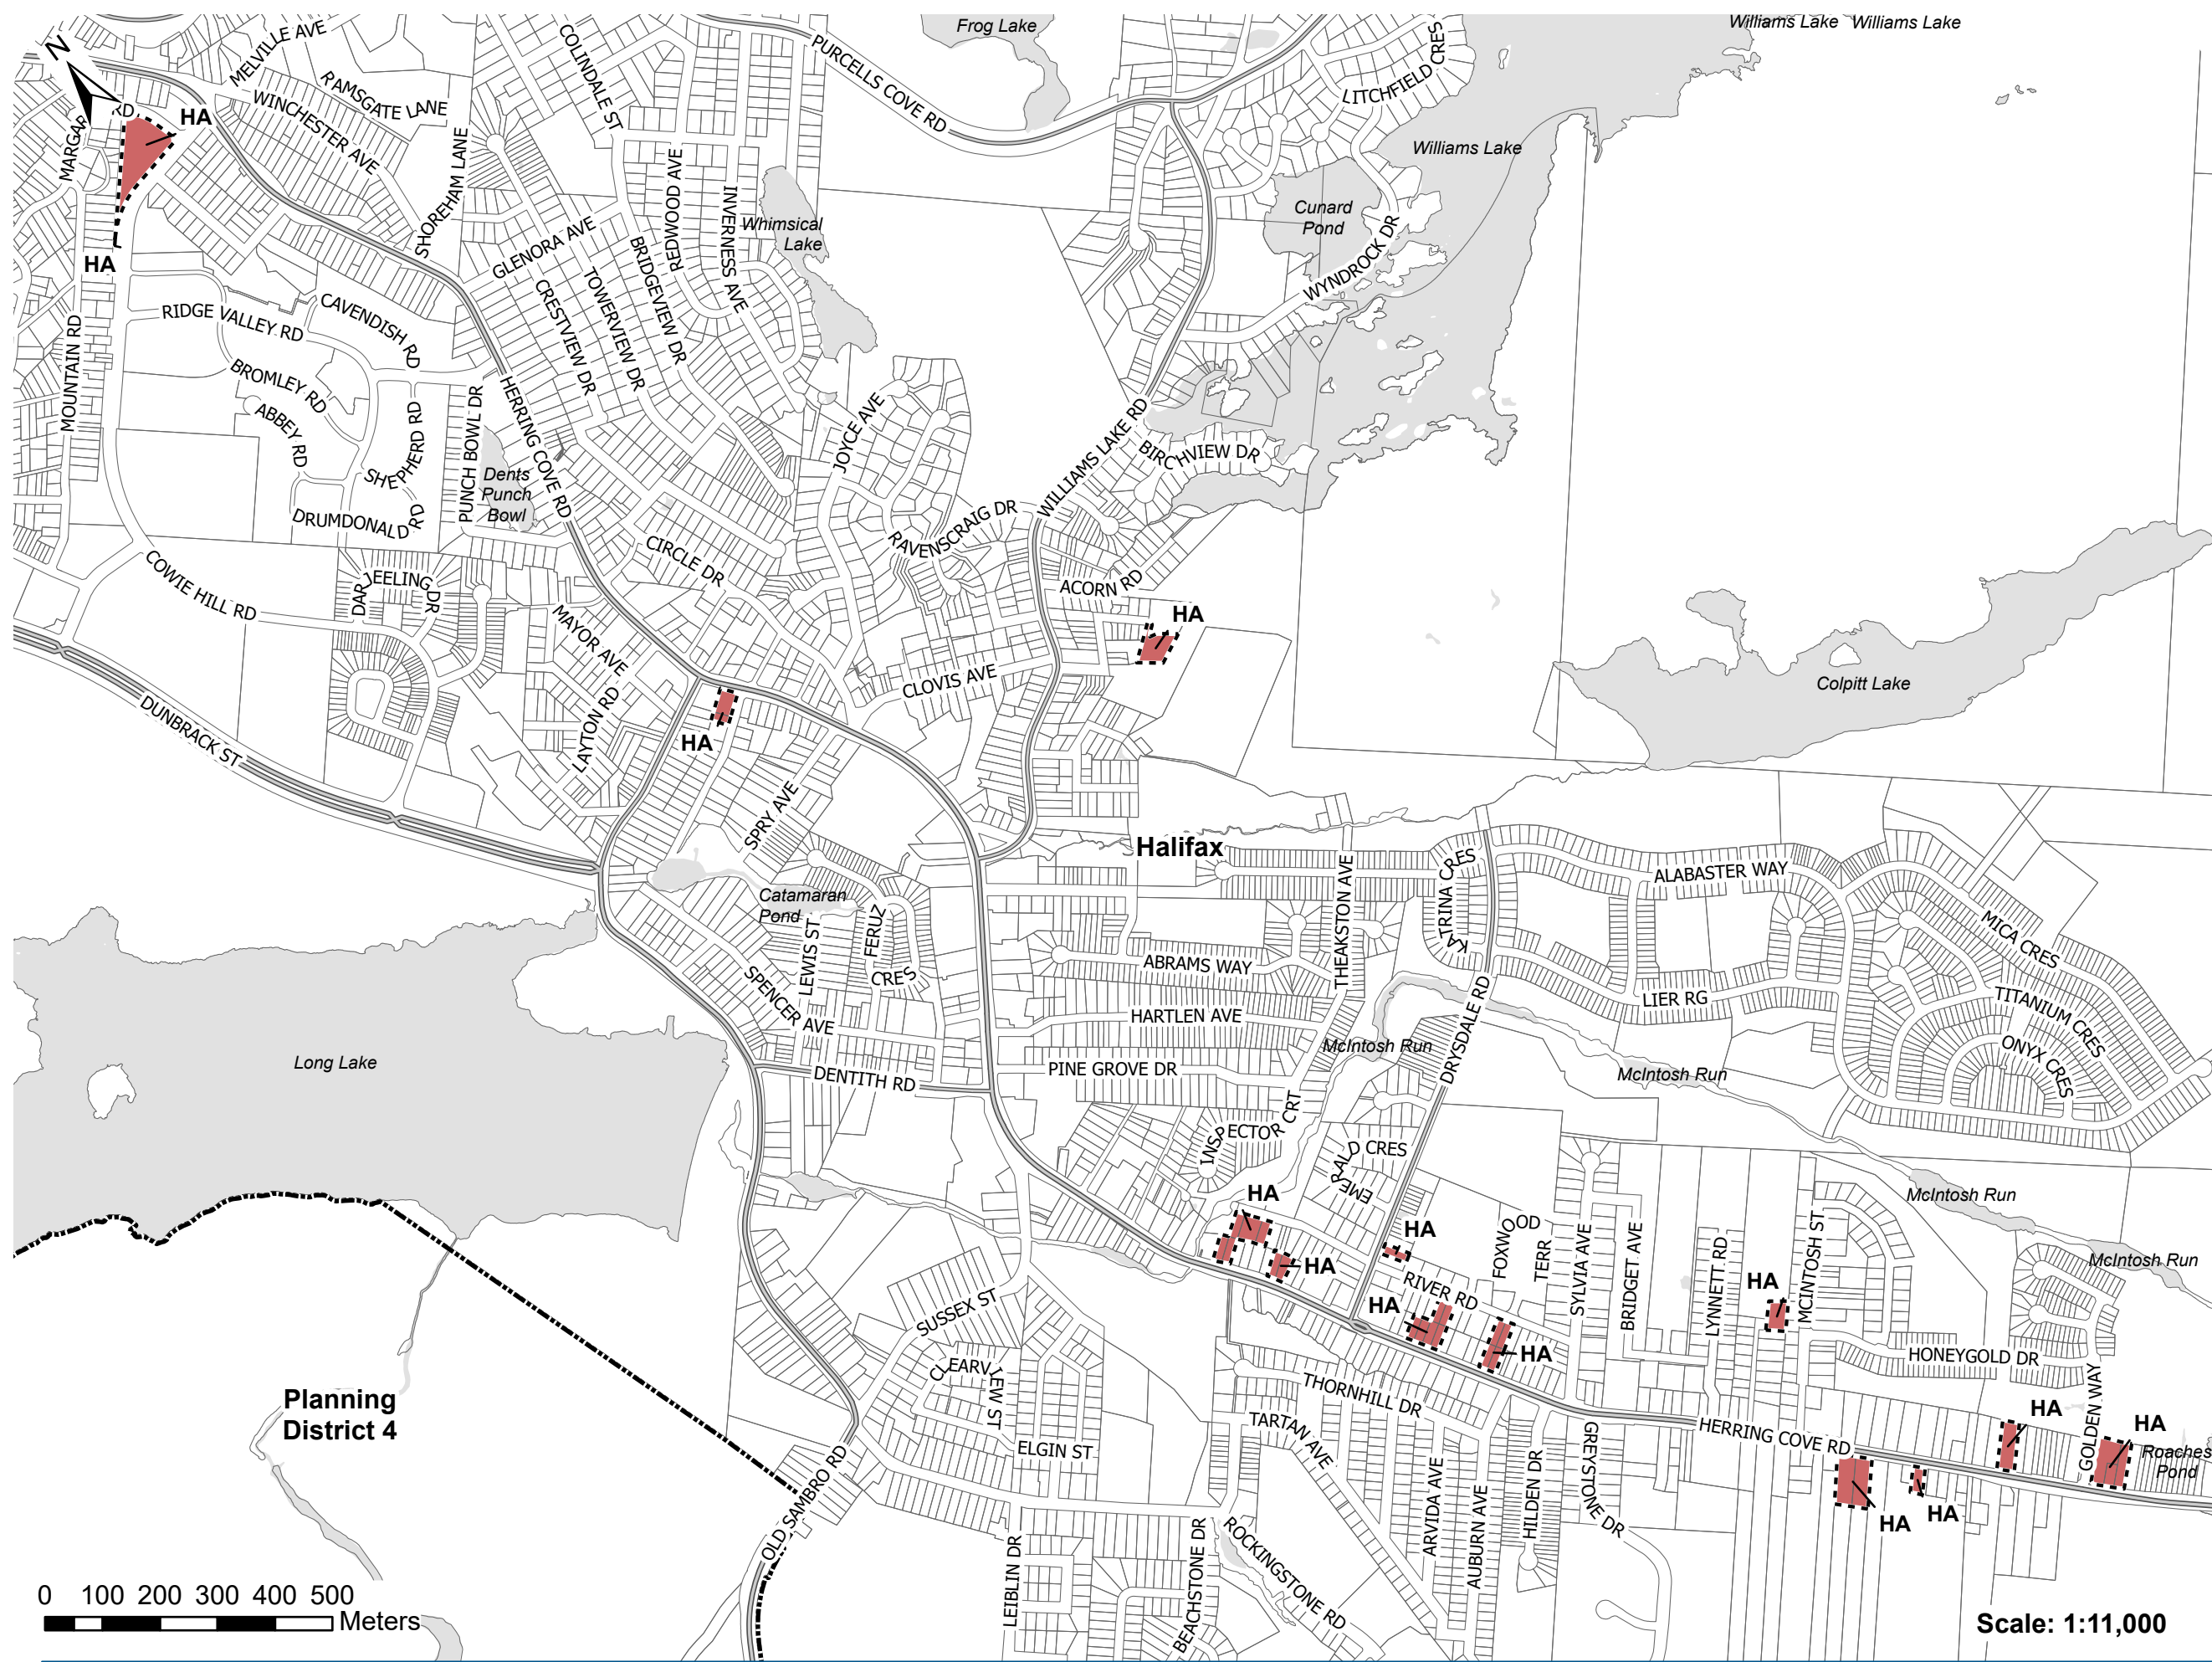 Frog Lake
Williams Lake
Williams Lake
N
MELVILLE AVE
COLINDALE ST
PURCELLS COVE RD
LITCHFIELD CRES
RAMSGATE LANE
WINCHESTER AVE
RD
HA
MARGAR
SHOREHAM LANE
REDWOOD AVE
INVERNESS AVE
Williams Lake
Cunard
Pond
Whimsical
Lake
GLENORA AVE
BRIDGEVIEW DR
TOWERVIEW DR
CRESTVIEW DR
WYNDROCK DR
HA
MOUNTAIN RD
RIDGE VALLEY RD
CAVENDISH RD
BROMLEY RD
ABBEY RD
SHEPHERD RD
PUNCH BOWL DR
HERRING COVE RD
Dents
Punch
Bowl
DRUMDONALD RD
JOYCE AVE
WILLIAMS LAKE RD
BIRCHVIEW DR
RAVENSCRAIG DR
COWIE HILL RD
DARJEELING DR
CIRCLE DR
ACORN RD
HA
MAYOR AVE
LAYTON RD
CLOVIS AVE
Colpitt Lake
DUNBRACK ST
HA
SPRY AVE
Halifax
Catamaran
Pond
LEWIS ST
FERUZ CRES
SPENCER AVE
THEAKSTON AVE
KATRINA CRES
ALABASTER WAY
MICA CRES
ABRAMS WAY
LIER RG
TITANIUM CRES
ONYX CRES
HARTLEN AVE
DRYSDALE RD
McIntosh Run
McIntosh Run
Long Lake
DENTITH RD
PINE GROVE DR
INSPECTOR CRT
EMERALD CRES
McIntosh Run
McIntosh Run
HA
HA
HA
HA
RIVER RD
FOXWOOD TERR
SYLVIA AVE
BRIDGET AVE
LYNNETT RD
HA
MCINTOSH ST
HA
HONEYGOLD DR
GOLDEN WAY
SUSSEX ST
CLEARVIEW ST
ELGIN ST
THORNHILL DR
TARTAN AVE
ARVIDA AVE
AUBURN AVE
HILDEN DR
GREYSTONE DR
HERRING COVE RD
HA
HA
Roaches
Pond
HA
HA
Planning
District 4
OLD SAMBRO RD
LEIBLIN DR
BEACHSTONE DR
ROCKINGSTONE RD
0 100 200 300 400 500
Meters
Scale: 1:11,000